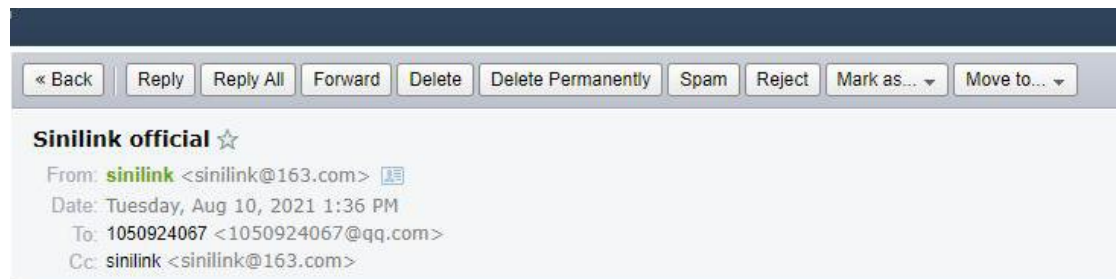 « Back Reply Reply All Forward Delete Delete Permanently Spam Reject Mark as... Move to...
Sinilink official
From: sinilink <sinilink@163.com>
Date: Tuesday, Aug 10, 2021 1:36 PM
To: 1050924067 <1050924067@qq.com>
Cc: sinilink <sinilink@163.com>